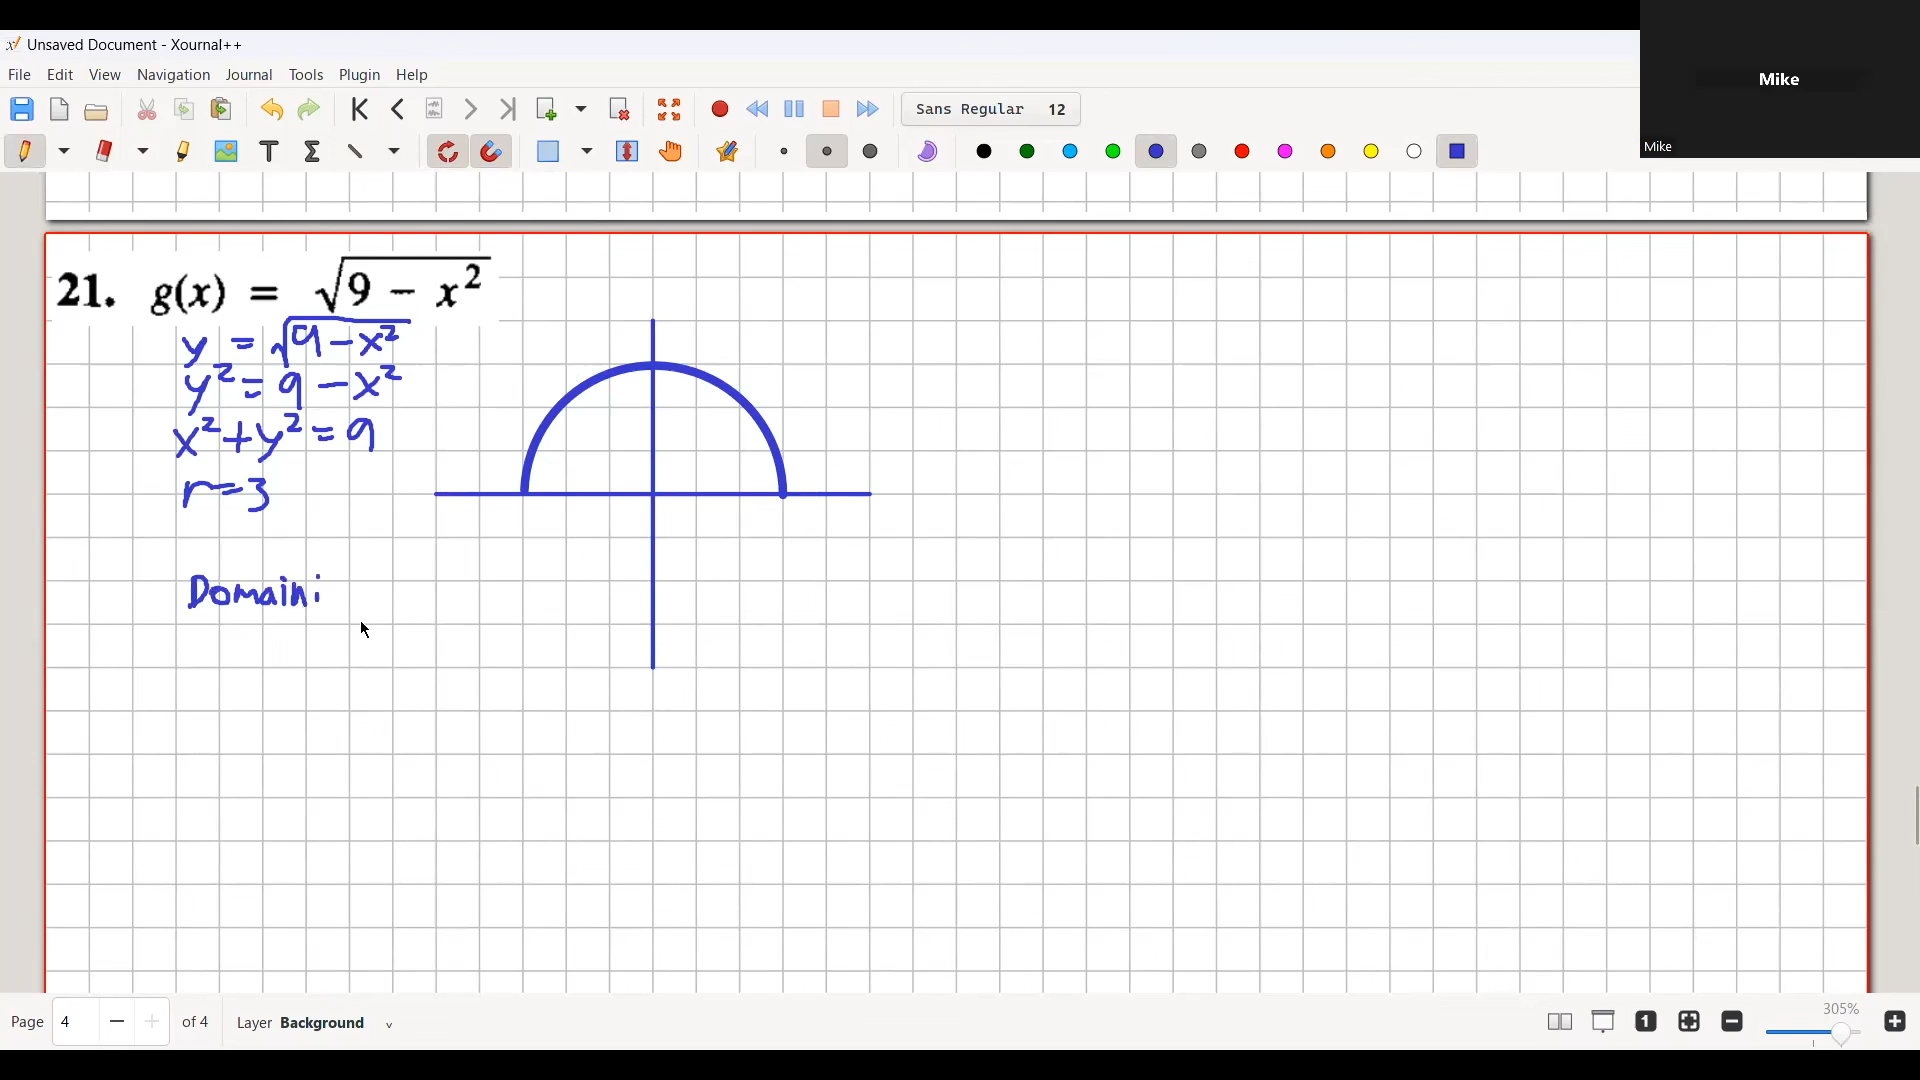 Unsaved Document - Xournal++
Mike
File Edit View Navigation Journal Tools Plugin Help
Sans Regular 12
Mike
21. g(x) = √(9 − x²)
y = √(9−x²)
y² = 9 − x²
x² + y² = 9
r = 3
Domain:
Page 4 of 4 Layer Background
305%